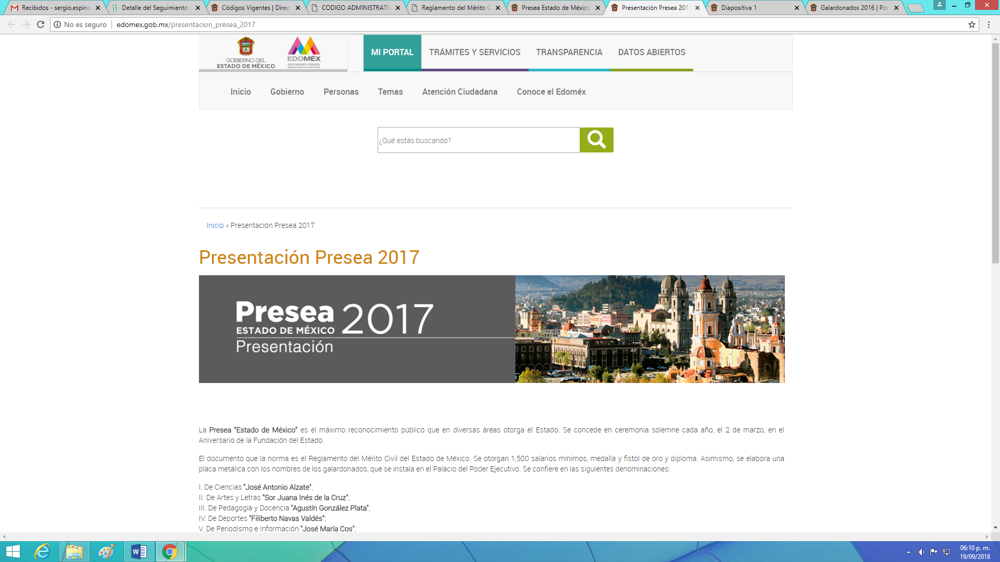 Recibidos - sergio.espino
Detalle del Seguimiento
Códigos Vigentes | Direc
CODIGO ADMINISTRATI
Reglamento del Mérito C
Presea Estado de México
Presentación Presea 2017
Diapositiva 1
Galardonados 2016 | Por
No es seguro
edomex.gob.mx/presentacion_presea_2017
GOBIERNO DEL
ESTADO DE MÉXICO
EDOMÉX
DECISIONES FIRMES,
RESULTADOS FUERTES.
MI PORTAL
TRÁMITES Y SERVICIOS
TRANSPARENCIA
DATOS ABIERTOS
Inicio
Gobierno
Personas
Temas
Atención Ciudadana
Conoce el Edoméx
¿Qué estás buscando?
Inicio » Presentación Presea 2017
Presentación Presea 2017
Presea 2017
ESTADO DE MÉXICO
Presentación
La Presea “Estado de México” es el máximo reconocimiento público que en diversas áreas otorga el Estado. Se concede en ceremonia solemne cada año, el 2 de marzo, en el
Aniversario de la Fundación del Estado.
El documento que la norma es el Reglamento del Mérito Civil del Estado de México. Se otorgan 1,500 salarios mínimos, medalla y fistol de oro y diploma. Asimismo, se elabora una
placa metálica con los nombres de los galardonados, que se instala en el Palacio del Poder Ejecutivo. Se confiere en las siguientes denominaciones:
I. De Ciencias "José Antonio Alzate";
II. De Artes y Letras "Sor Juana Inés de la Cruz";
III. De Pedagogía y Docencia "Agustín González Plata";
IV. De Deportes "Filiberto Navas Valdés";
V. De Periodismo e Información "José María Cos";
06:10 p. m.
19/09/2018